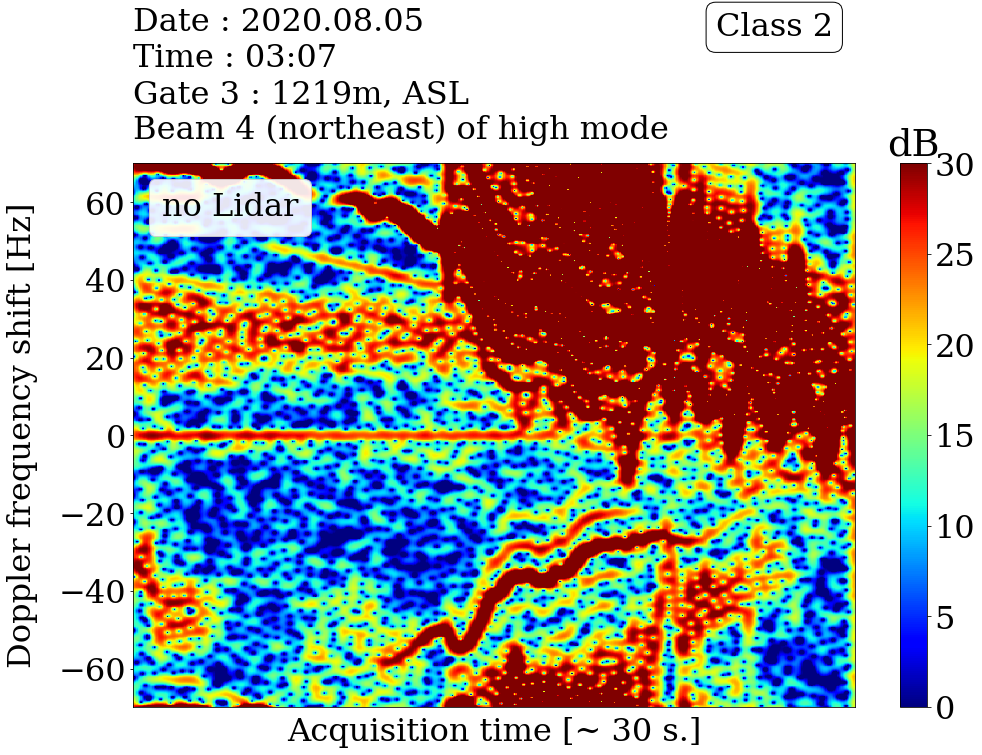 Date : 2020.08.05
Time : 03:07
Gate 3 : 1219m, ASL
Beam 4 (northeast) of high mode
Class 2
dB
no Lidar
Doppler frequency shift [Hz]
60
40
20
0
−20
−40
−60
30
25
20
15
10
5
0
Acquisition time [~ 30 s.]